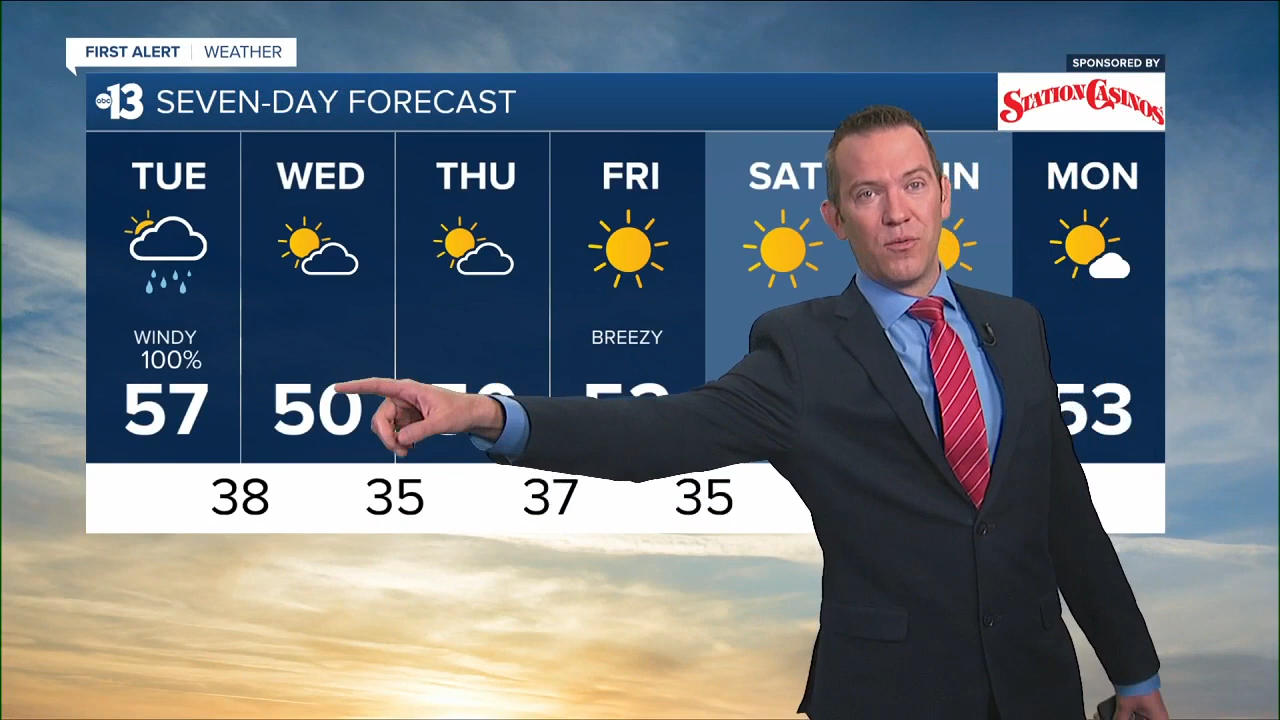 FIRST ALERT | WEATHER
SPONSORED BY
abc 13 SEVEN-DAY FORECAST
STATION CASINOS
TUE WED THU FRI SAT MON
WINDY BREEZY
100%
57 50 53
38 35 37 35